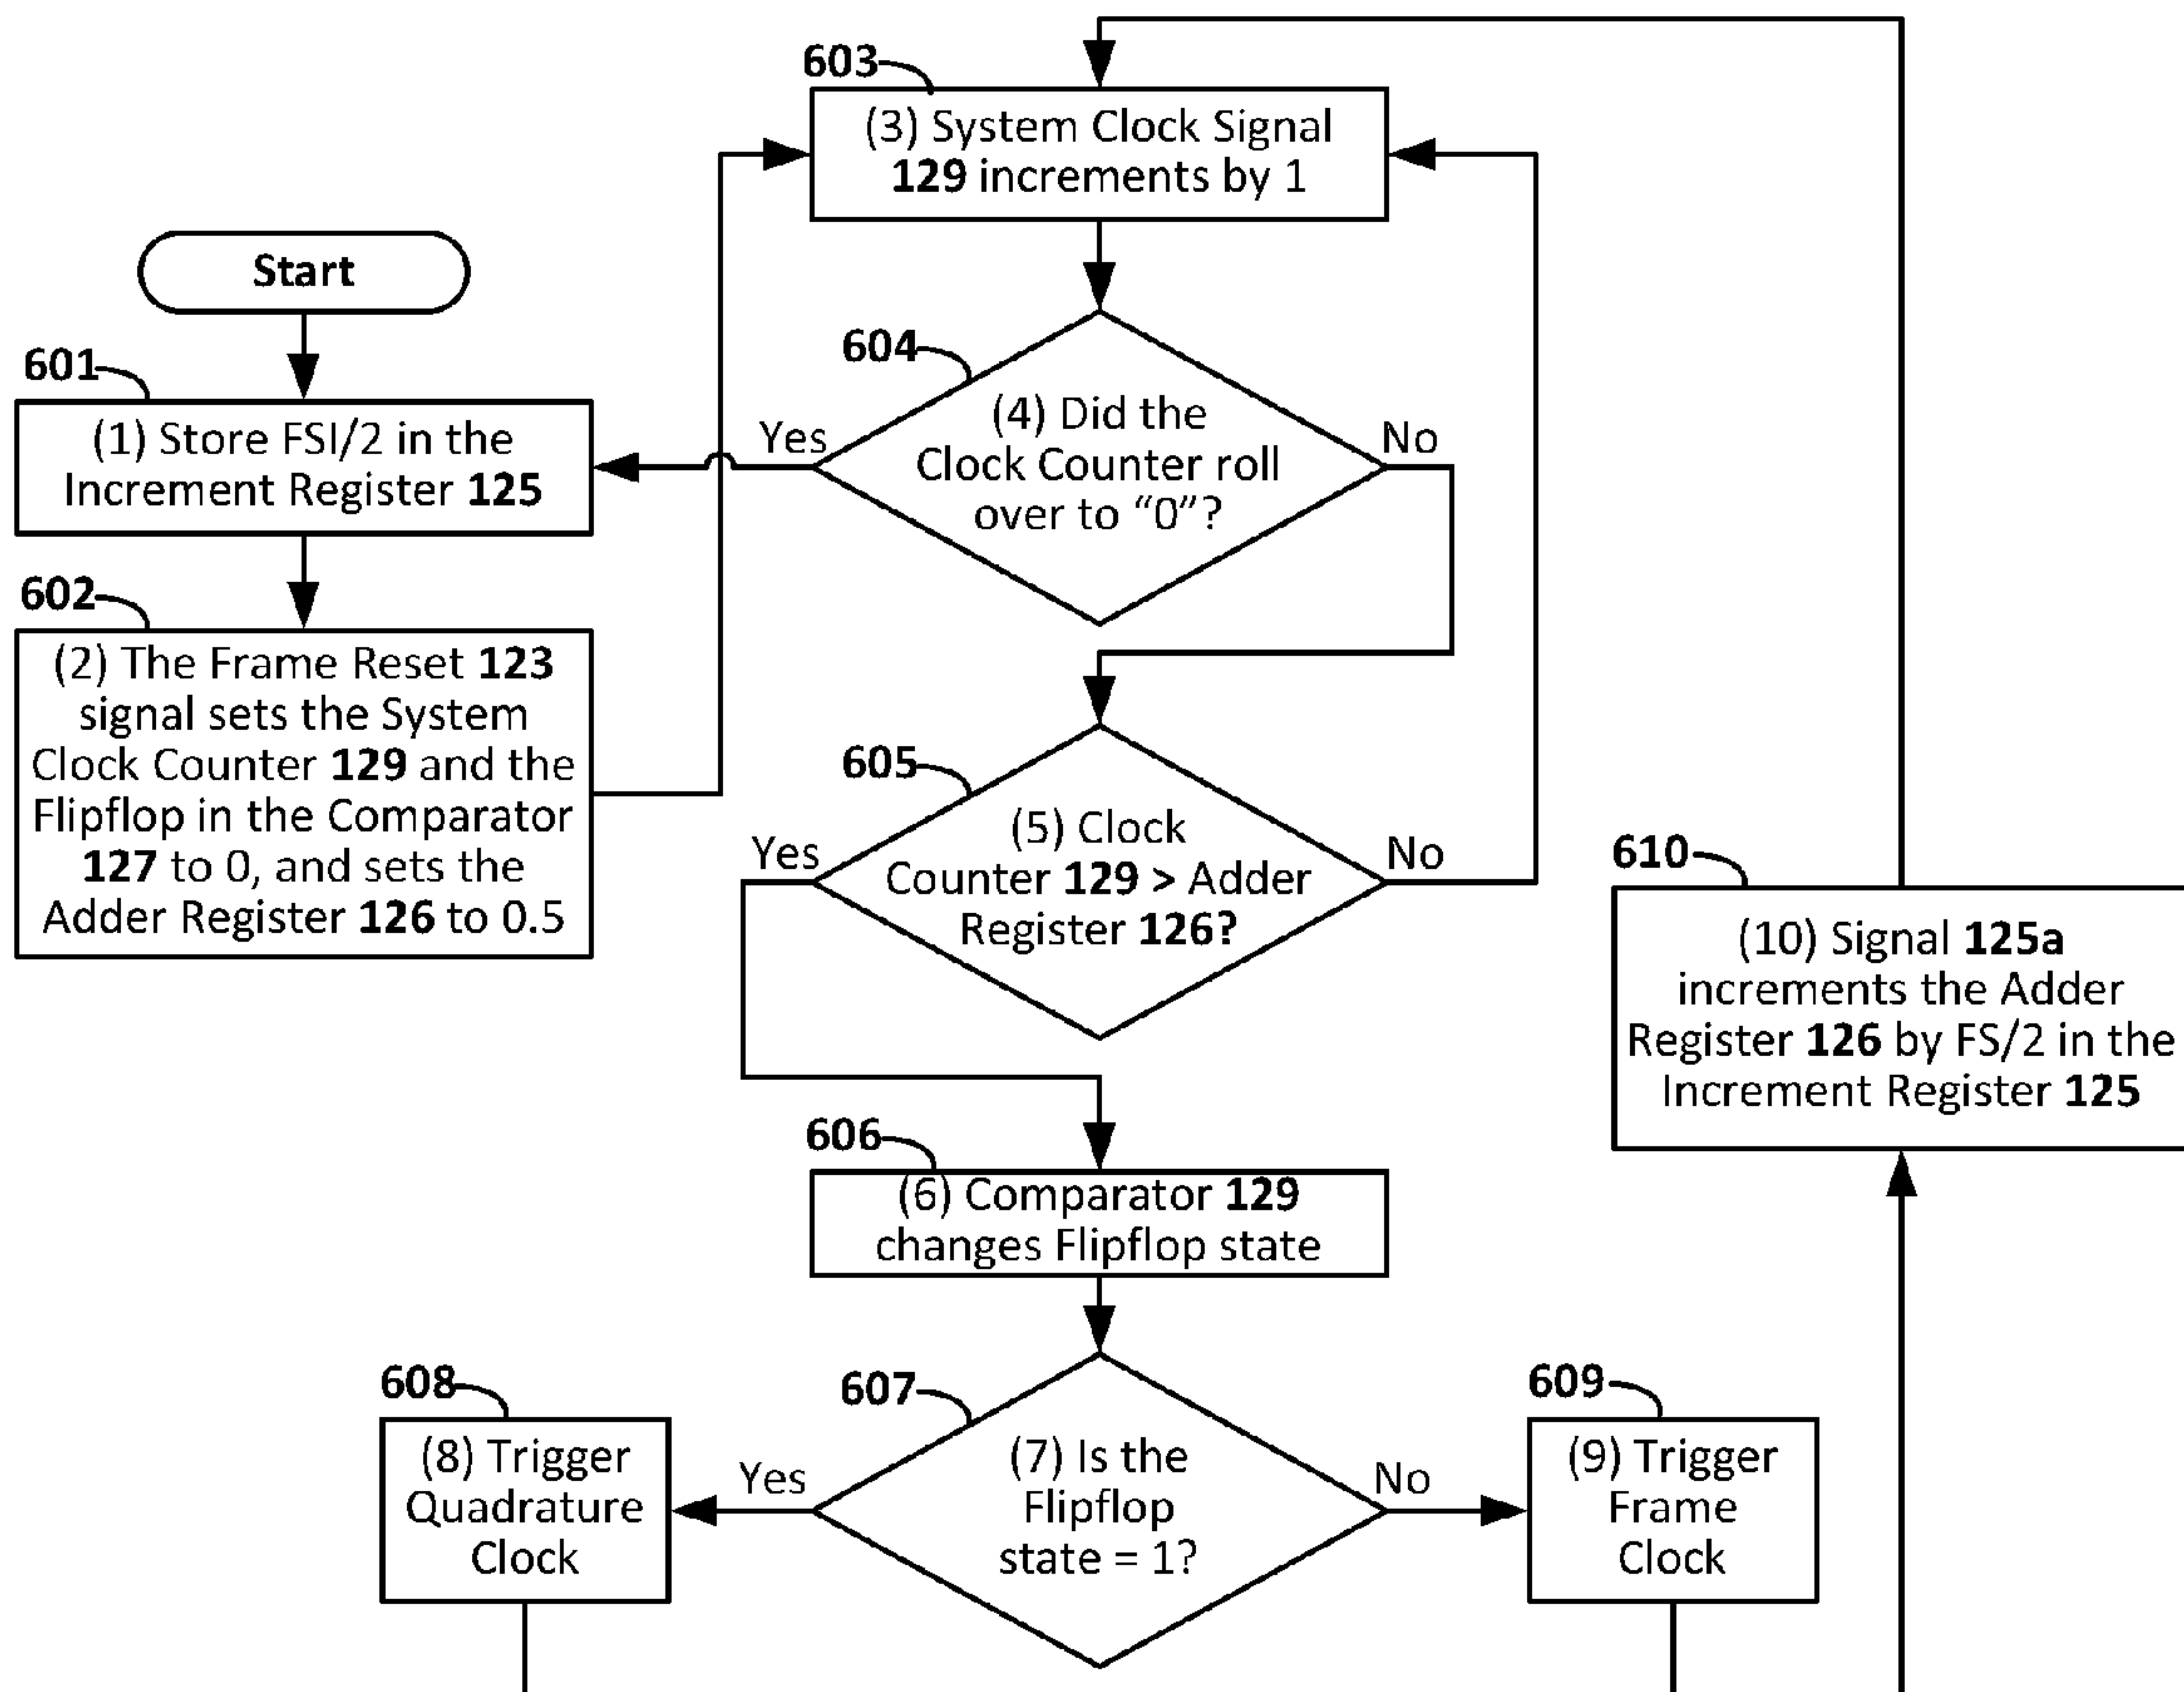 Start
601
(1) Store FSI/2 in the
Increment Register 125
602
(2) The Frame Reset 123
signal sets the System
Clock Counter 129 and the
Flipflop in the Comparator
127 to 0, and sets the
Adder Register 126 to 0.5
603
(3) System Clock Signal
129 increments by 1
604
(4) Did the
Clock Counter roll
over to “0”?
Yes
No
605
(5) Clock
Counter 129 > Adder
Register 126?
Yes
No
606
(6) Comparator 129
changes Flipflop state
607
(7) Is the
Flipflop
state = 1?
Yes
No
608
(8) Trigger
Quadrature
Clock
609
(9) Trigger
Frame
Clock
610
(10) Signal 125a
increments the Adder
Register 126 by FS/2 in the
Increment Register 125